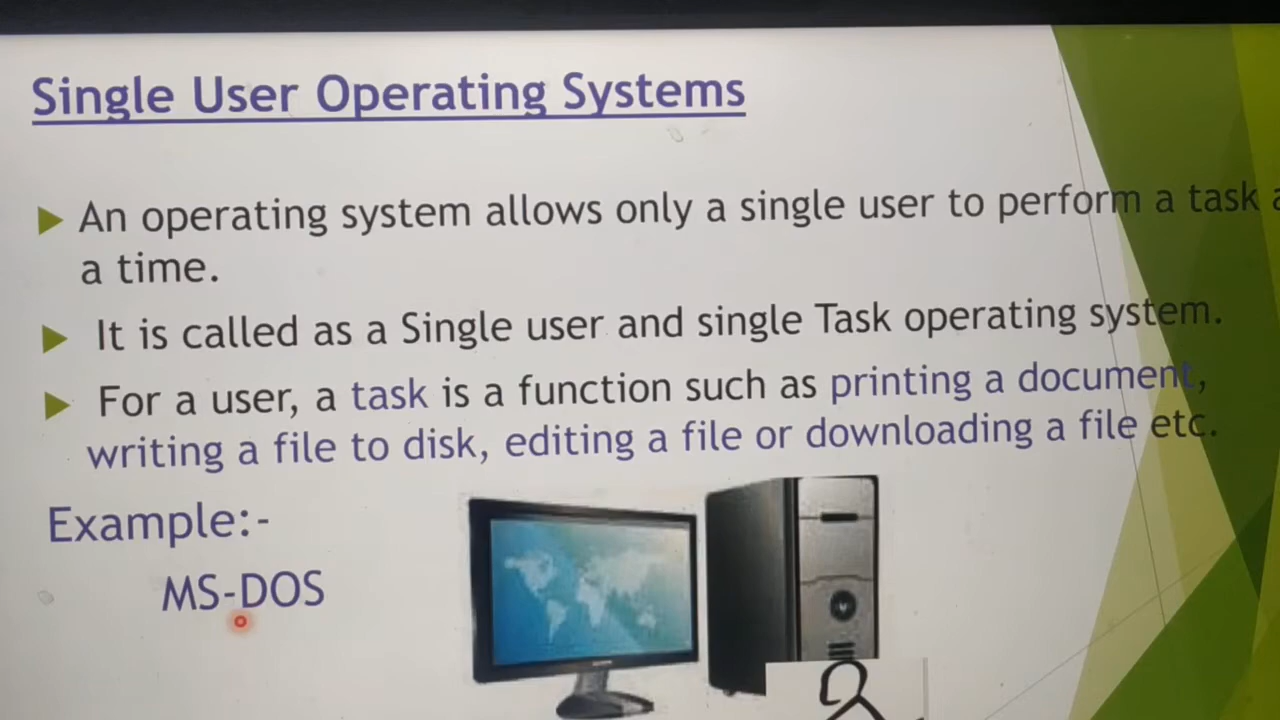 Single User Operating Systems
An operating system allows only a single user to perform a task
a time.
It is called as a Single user and single Task operating system.
For a user, a task is a function such as printing a document,
writing a file to disk, editing a file or downloading a file etc.
Example:-
MS-DOS